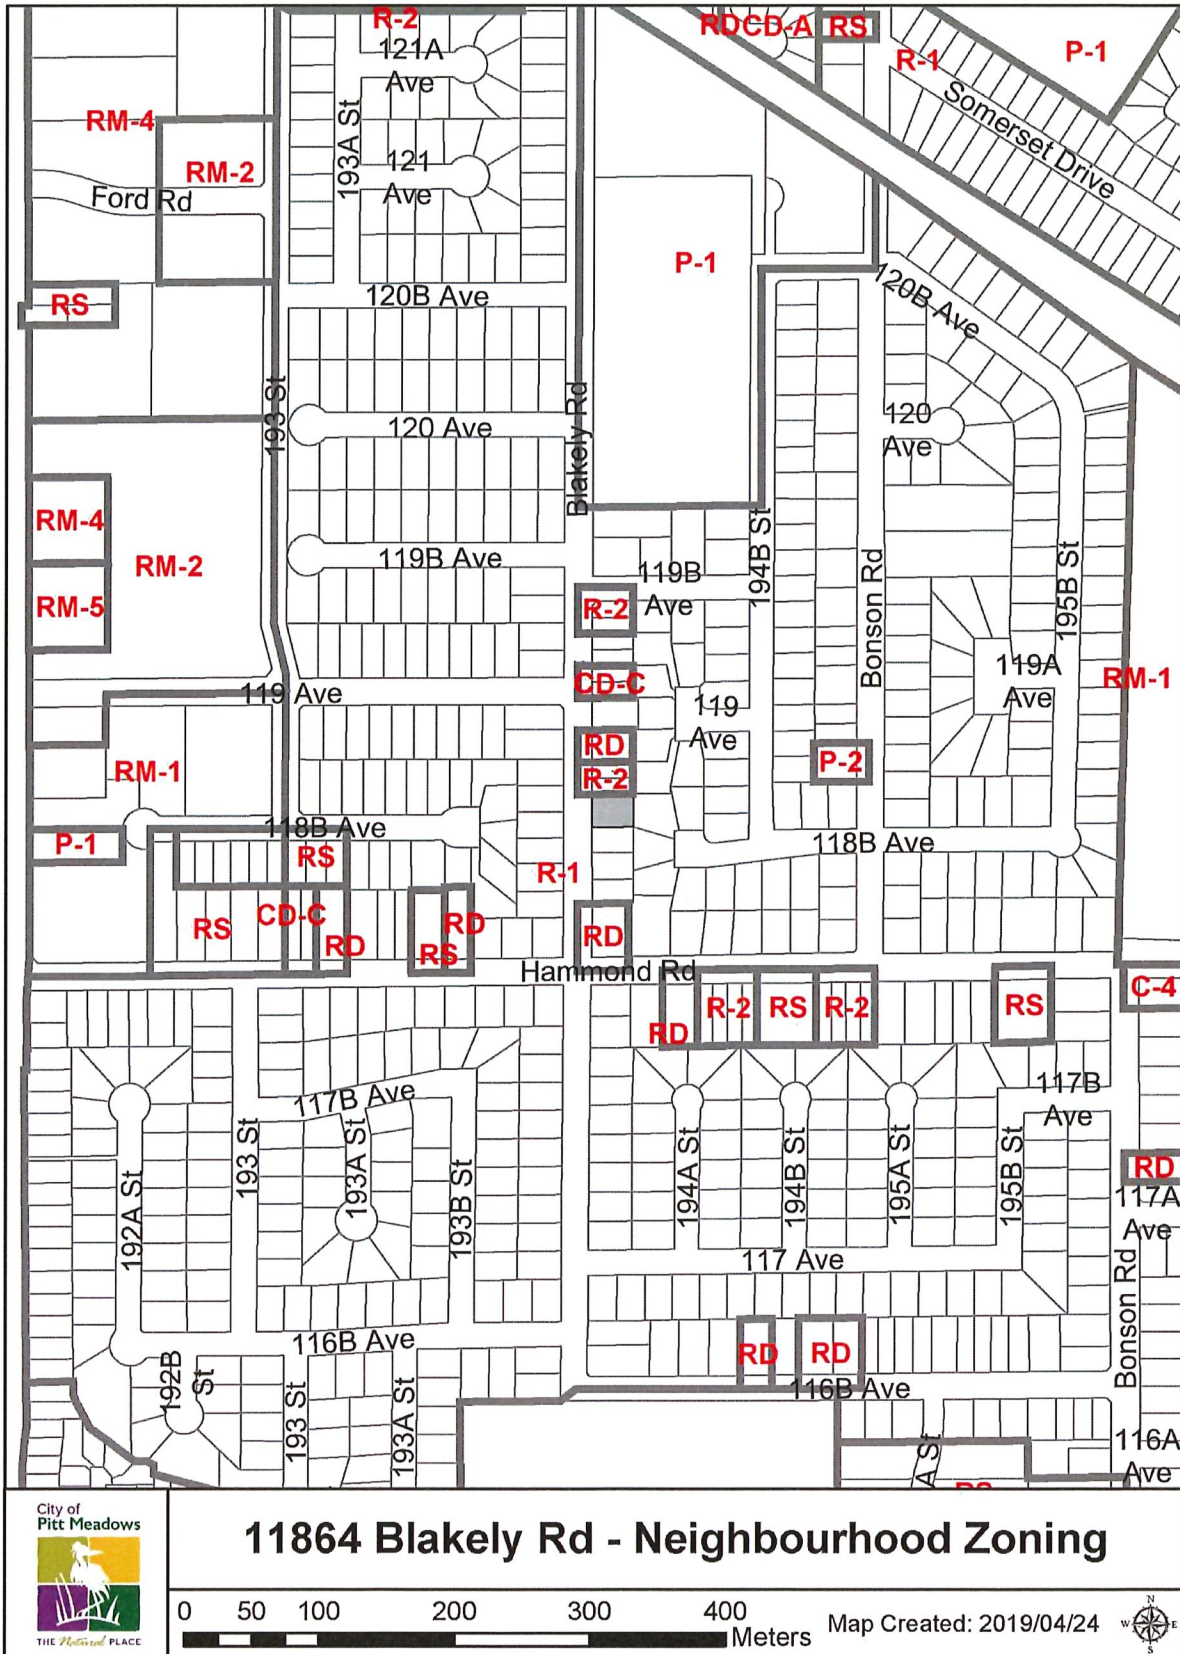 R-2
RDCD-A
RS
121A
Ave
R-1
P-1
Somerset Drive
RM-4
193A St
RM-2
121
Ave
Ford Rd
P-1
RS
120B Ave
120B Ave
193 St
120 Ave
Blakely Rd
120
Ave
RM-4
RM-2
119B Ave
194B St
Bonson Rd
195B St
RM-5
119B
Ave
R-2
119 Ave
CD-C
119A
Ave
RM-1
119
Ave
RD
RM-1
R-2
P-2
P-1
118B Ave
118B Ave
RS
R-1
RS
CD-C
RD
RS
RD
RD
Hammond Rd
C-4
RD
R-2
RS
R-2
RS
117B Ave
117B
Ave
193 St
193A St
192A St
193B St
194A St
194B St
195A St
195B St
RD
117A
Ave
117 Ave
Bonson Rd
116B Ave
RD
RD
192B
St
193 St
193A St
116B Ave
A St
116A
Ave
RS
City of
Pitt Meadows
THE Natural PLACE
11864 Blakely Rd - Neighbourhood Zoning
0 50 100 200 300 400
Meters
Map Created: 2019/04/24
N
W E
S